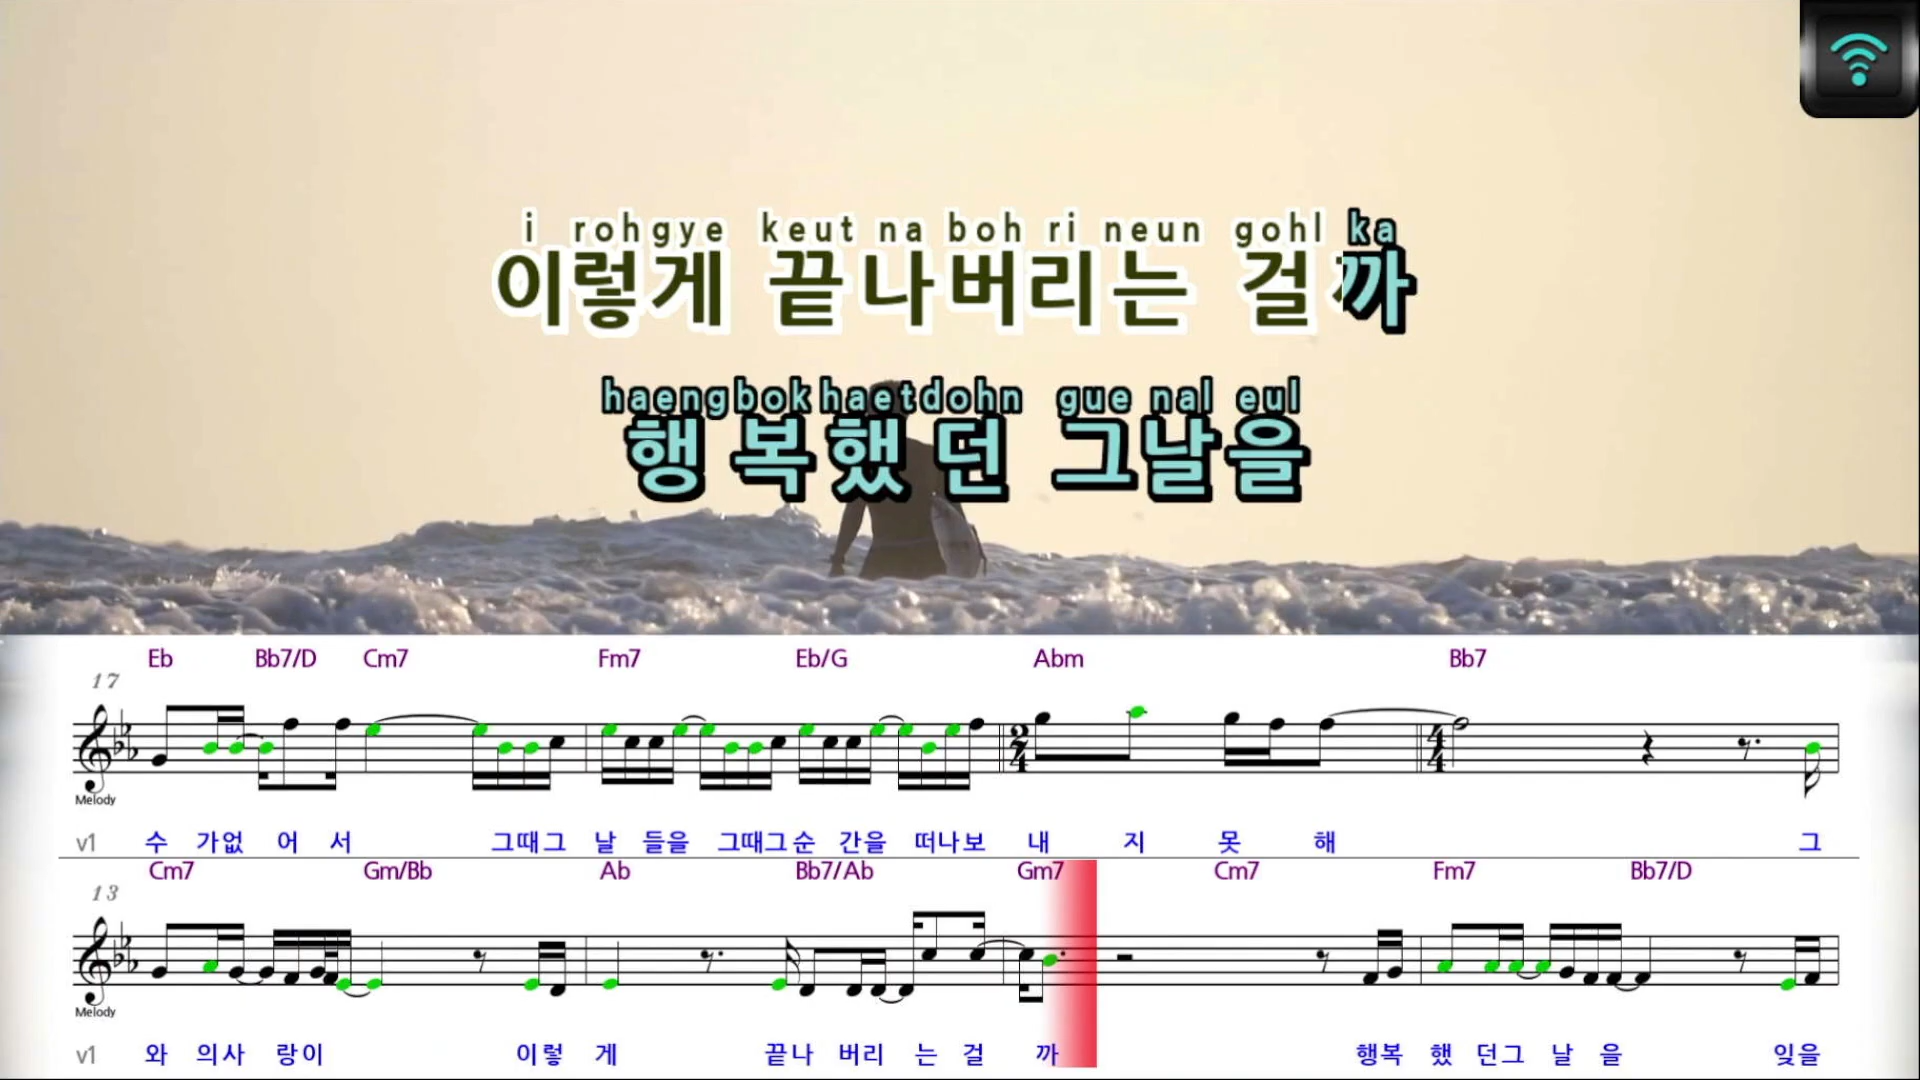 i rohgye keut na boh ri neun gohl ka
이렇게 끝나버리는 걸까
haengbokhaetdohn gue nal eul
행복했던 그날을
Eb Bb7/D Cm7 Fm7 Eb/G Abm Bb7
17
2/4 4/4
Melody
v1 수 가없 어 서 그때그 날 들을 그때그 순 간을 떠나보 내 지 못 해 그
Cm7 Gm/Bb Ab Bb7/Ab Gm7 Cm7 Fm7 Bb7/D
13
Melody
v1 와 의사 랑이 이렇 게 끝나 버리 는 걸 까 행복 했 던그 날 을 잊을